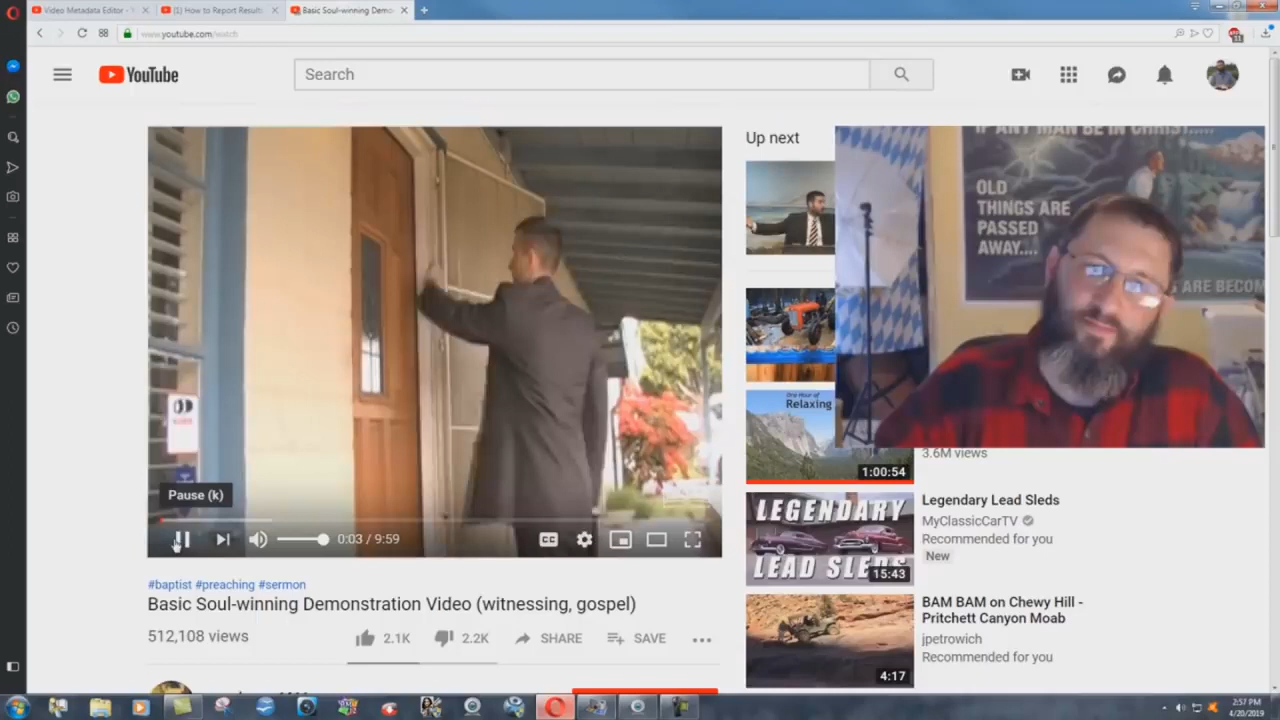 Video Metadata Editor - Y
(1) How to Report Results
Basic Soul-winning Demo
www.youtube.com/watch
11
YouTube
Search
Up next
IF ANY MAN BE IN CHRIST.....
OLD
THINGS ARE
PASSED
AWAY....
ARE BECOM
One Hour of
Relaxing
1:00:54
3.6M views
Pause (k)
0:03 / 9:59
CC
LEGENDARY
LEAD SLEDS
15:43
Legendary Lead Sleds
MyClassicCarTV
Recommended for you
New
#baptist #preaching #sermon
Basic Soul-winning Demonstration Video (witnessing, gospel)
512,108 views
2.1K
2.2K
SHARE
SAVE
4:17
BAM BAM on Chewy Hill -
Pritchett Canyon Moab
jpetrowich
Recommended for you
2:57 PM
4/20/2019